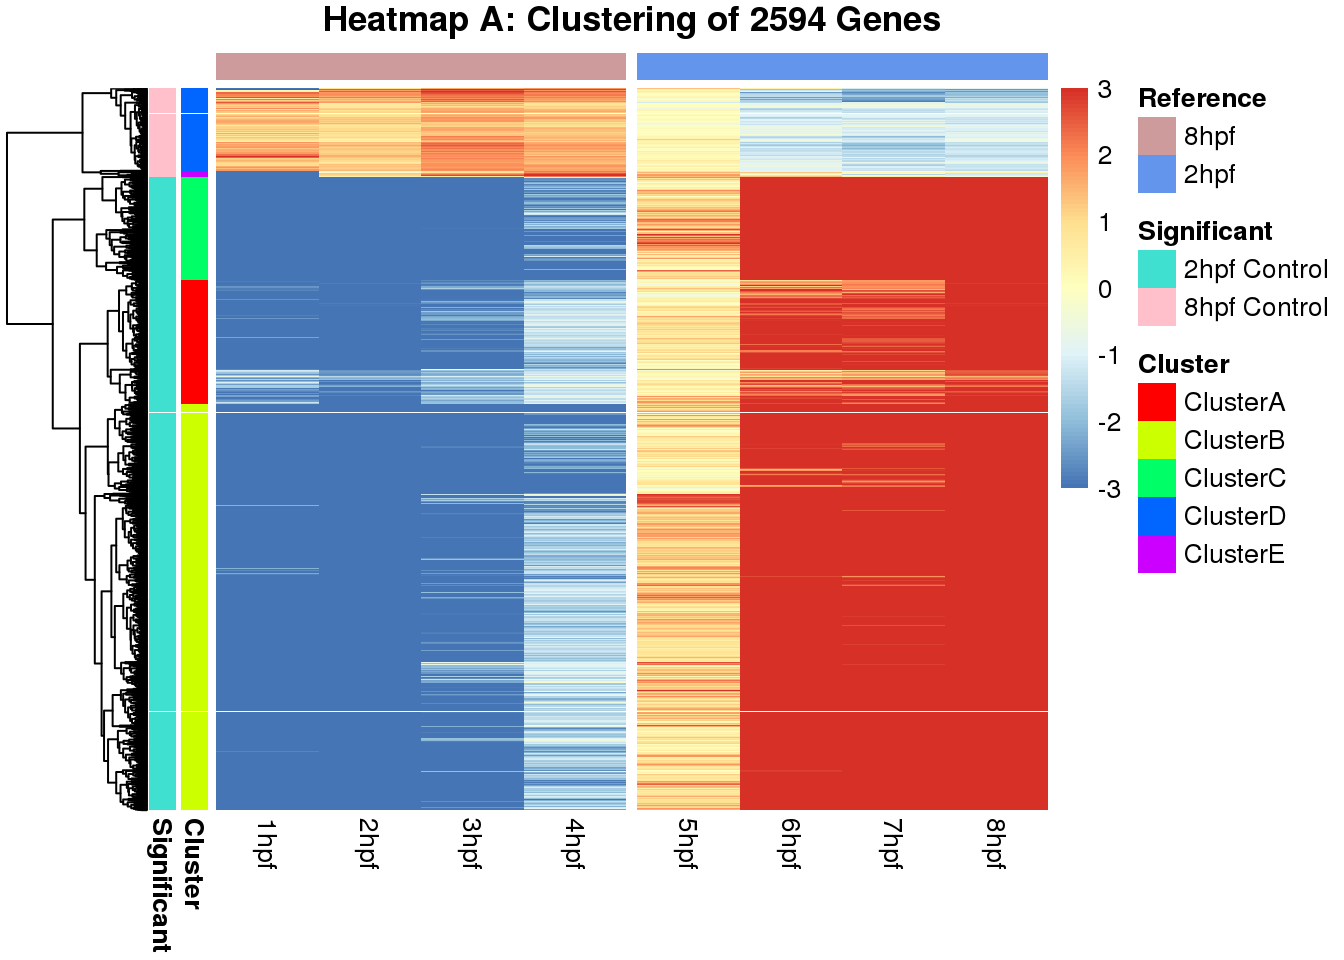 Heatmap A: Clustering of 2594 Genes
3
2
1
0
-1
-2
-3
Reference
8hpf
2hpf
Significant
2hpf Control
8hpf Control
Cluster
ClusterA
ClusterB
ClusterC
ClusterD
ClusterE
Significant
Cluster
1hpf
2hpf
3hpf
4hpf
5hpf
6hpf
7hpf
8hpf